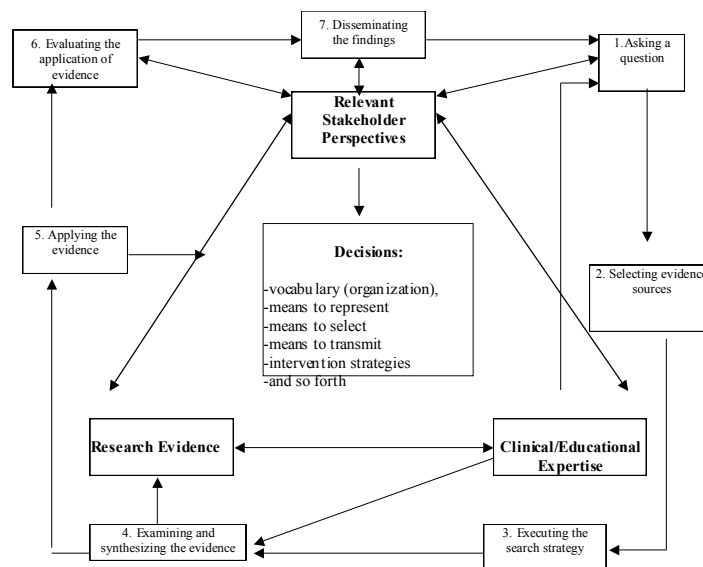 7. Disseminating
the findings
6. Evaluating the
application of
evidence
1.Asking a
question
Relevant
Stakeholder
Perspectives
5. Applying the
evidence
Decisions:
-vocabulary (organization),
-means to represent
-means to select
-means to transmit
-intervention strategies
-and so forth
2. Selecting evidence
sources
Research Evidence
Clinical/Educational
Expertise
4. Examining and
synthesizing the evidence
3. Executing the
search strategy